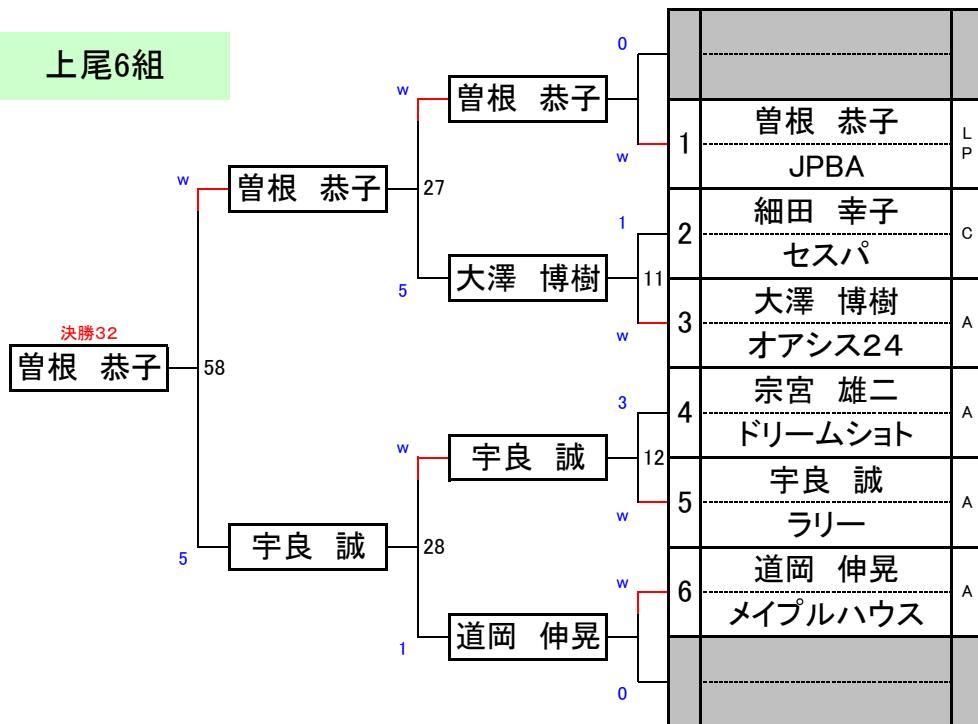 上尾6組
決勝32
曽根　恭子
58
w
曽根　恭子
5
宇良　誠
27
28
w
曽根　恭子
5
大澤　博樹
w
宇良　誠
1
道岡　伸晃
0
w
1
11
w
3
12
w
w
0
1
曽根　恭子
JPBA
LP
2
細田　幸子
セスパ
C
3
大澤　博樹
オアシス24
A
4
宗宮　雄二
ドリームショト
A
5
宇良　誠
ラリー
A
6
道岡　伸晃
メイプルハウス
A